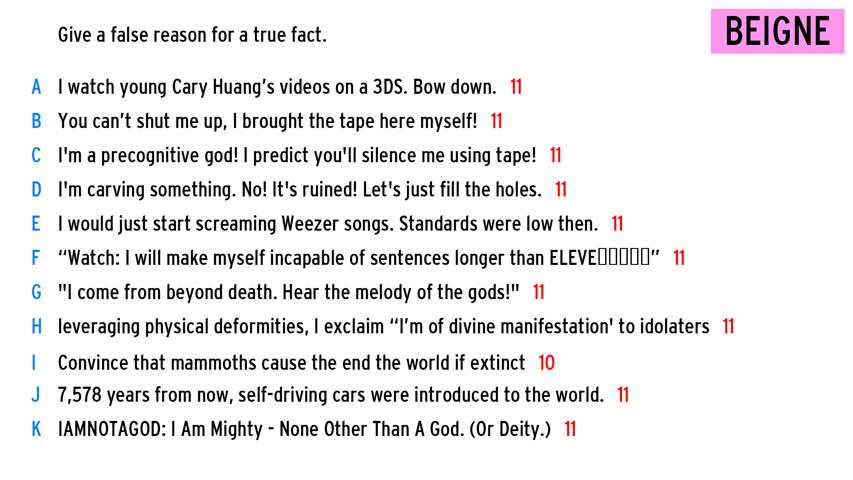 Give a false reason for a true fact.
BEIGNE
A I watch young Cary Huang’s videos on a 3DS. Bow down. 11
B You can’t shut me up, I brought the tape here myself! 11
C I'm a precognitive god! I predict you'll silence me using tape! 11
D I'm carving something. No! It's ruined! Let's just fill the holes. 11
E I would just start screaming Weezer songs. Standards were low then. 11
F “Watch: I will make myself incapable of sentences longer than ELEVE▯▯▯▯▯” 11
G "I come from beyond death. Hear the melody of the gods!" 11
H leveraging physical deformities, I exclaim “I’m of divine manifestation' to idolaters 11
I Convince that mammoths cause the end the world if extinct 10
J 7,578 years from now, self-driving cars were introduced to the world. 11
K IAMNOTAGOD: I Am Mighty - None Other Than A God. (Or Deity.) 11